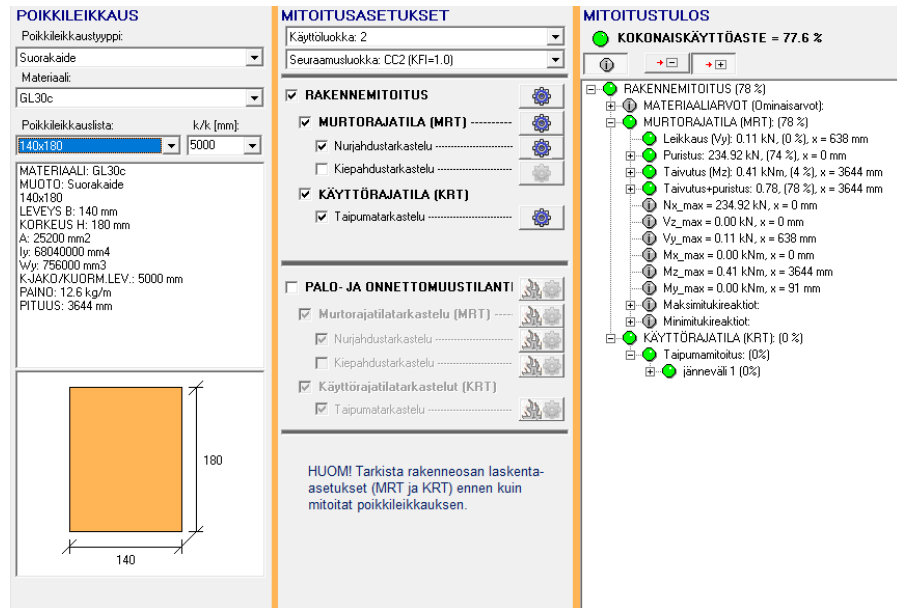 POIKKILEIKKAUS
Poikkileikkaustyyppi:
Suorakaide
Materiaali:
GL30c
Poikkileikkauslista:
k/k [mm]:
140x180
5000
MATERIAALI: GL30c
MUOTO: Suorakaide
140x180
LEVEYS B: 140 mm
KORKEUS H: 180 mm
A: 25200 mm2
Iy: 68040000 mm4
Wy: 756000 mm3
K-JAKO/KUORM.LEV.: 5000 mm
PAINO: 12.6 kg/m
PITUUS: 3644 mm
180
140
MITOITUSASETUKSET
Käyttöluokka: 2
Seuraamusluokka: CC2 (KFI=1.0)
RAKENNEMITOITUS
MURTORAJATILA (MRT)
Nurjahdustarkastelu
Kiepahdustarkastelu
KÄYTTÖRAJATILA (KRT)
Taipumatarkastelu
PALO- JA ONNETTOMUUSTILANTI
Murtorajatilatarkastelu (MRT)
Nurjahdustarkastelu
Kiepahdustarkastelu
Käyttörajatilatarkastelut (KRT)
Taipumatarkastelu
HUOM! Tarkista rakenneosan laskenta-
asetukset (MRT ja KRT) ennen kuin
mitoitat poikkileikkauksen.
MITOITUSTULOS
KOKONAISKÄYTTÖASTE = 77.6 %
RAKENNEMITOITUS (78 %)
MATERIAALIARVOT (Ominaisarvot):
MURTORAJATILA (MRT): (78 %)
Leikkaus (Vy): 0.11 kN, (0 %), x = 638 mm
Puristus: 234.92 kN, (74 %), x = 0 mm
Taivutus (Mz): 0.41 kNm, (4 %), x = 3644 mm
Taivutus+puristus: 0.78, (78 %), x = 3644 mm
Nx_max = 234.92 kN, x = 0 mm
Vz_max = 0.00 kN, x = 0 mm
Vy_max = 0.11 kN, x = 638 mm
Mx_max = 0.00 kNm, x = 0 mm
Mz_max = 0.41 kNm, x = 3644 mm
My_max = 0.00 kNm, x = 91 mm
Maksimitukireaktiot:
Minimitukireaktiot:
KÄYTTÖRAJATILA (KRT): (0 %)
Taipumamitoitus: (0%)
jänneväli 1 (0%)